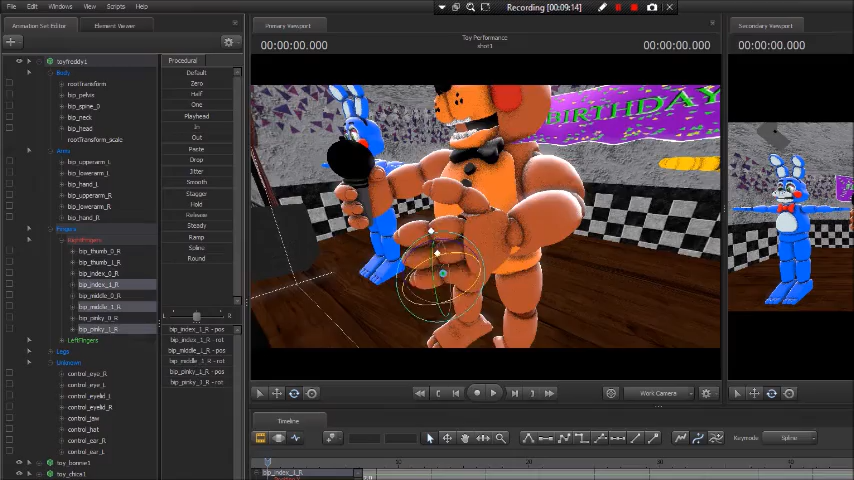 File Edit Windows View Scripts Help
Recording [00:09:14]
Animation Set Editor
Element Viewer
Primary Viewport
Secondary Viewport
00:00:00.000
Toy Performance
shot1
00:00:00.000
00:00:00.000
toyfreddy1
Body
rootTransform
bip_pelvis
bip_spine_0
bip_neck
bip_head
rootTransform_scale
Arms
bip_upperarm_L
bip_lowerarm_L
bip_hand_L
bip_upperarm_R
bip_lowerarm_R
bip_hand_R
Fingers
RightFingers
bip_thumb_0_R
bip_thumb_1_R
bip_index_0_R
bip_index_1_R
bip_middle_0_R
bip_middle_1_R
bip_pinky_0_R
bip_pinky_1_R
LeftFingers
Legs
Unknown
control_eye_R
control_eye_L
control_eyelid_L
control_eyelid_R
control_jaw
control_hat
control_ear_R
control_ear_L
toy_bonnie1
toy_chica1
Procedural
Default
Zero
Half
One
Playhead
In
Out
Paste
Drop
Jitter
Smooth
Stagger
Hold
Release
Steady
Ramp
Spline
Round
L R
bip_index_1_R - pos
bip_index_1_R - rot
bip_middle_1_R - pos
bip_middle_1_R - rot
bip_pinky_1_R - pos
bip_pinky_1_R - rot
BIRTHDAY
Work Camera
Timeline
Keymode
Spline
bip_index_1_R